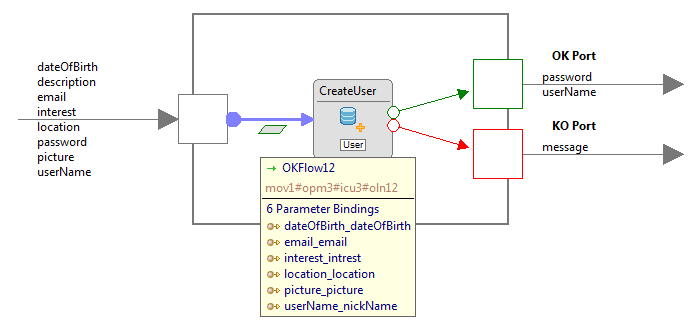 dateOfBirth
description
email
interest
location
password
picture
userName
CreateUser
User
OK Port
password
userName
KO Port
message
OKFlow12
mov1#opm3#icu3#oln12
6 Parameter Bindings
dateOfBirth_dateOfBirth
email_email
interest_intrest
location_location
picture_picture
userName_nickName